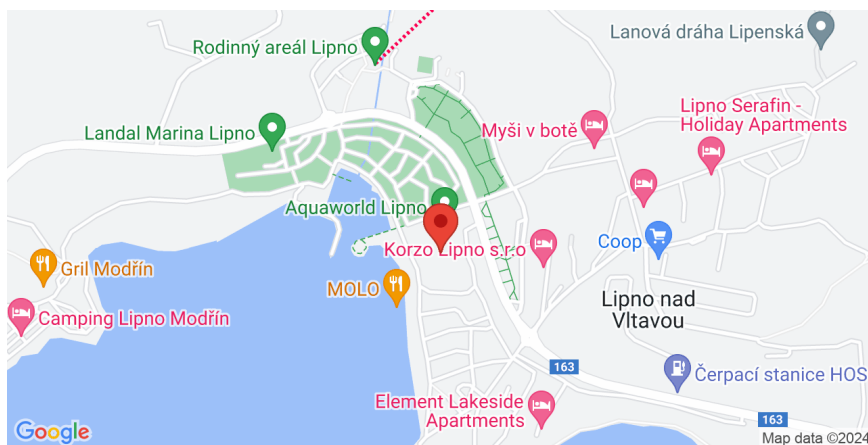 Lanová dráha Lipenská
Rodinný areál Lipno
Lipno Serafin -
Holiday Apartments
Landal Marina Lipno
Myši v botě
Aquaworld Lipno
Korzo Lipno s.r.o
Coop
Gril Modřín
MOLO
Lipno nad
Vltavou
Camping Lipno Modřín
163
Čerpací stanice HOS
Element Lakeside
Apartments
163
Google
Map data ©2024